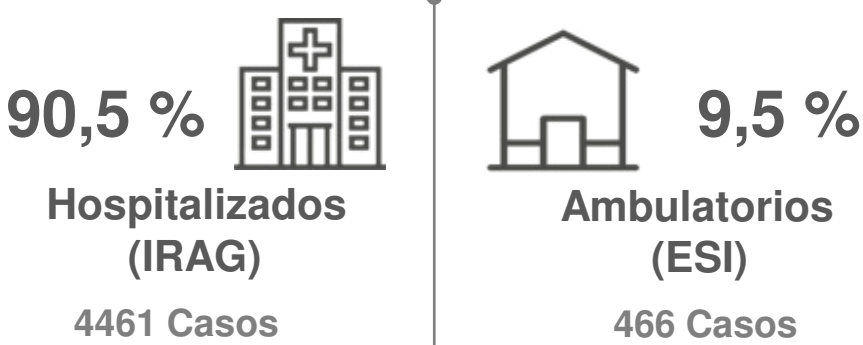 90,5 %
Hospitalizados
(IRAG)
4461 Casos
9,5 %
Ambulatorios
(ESI)
466 Casos